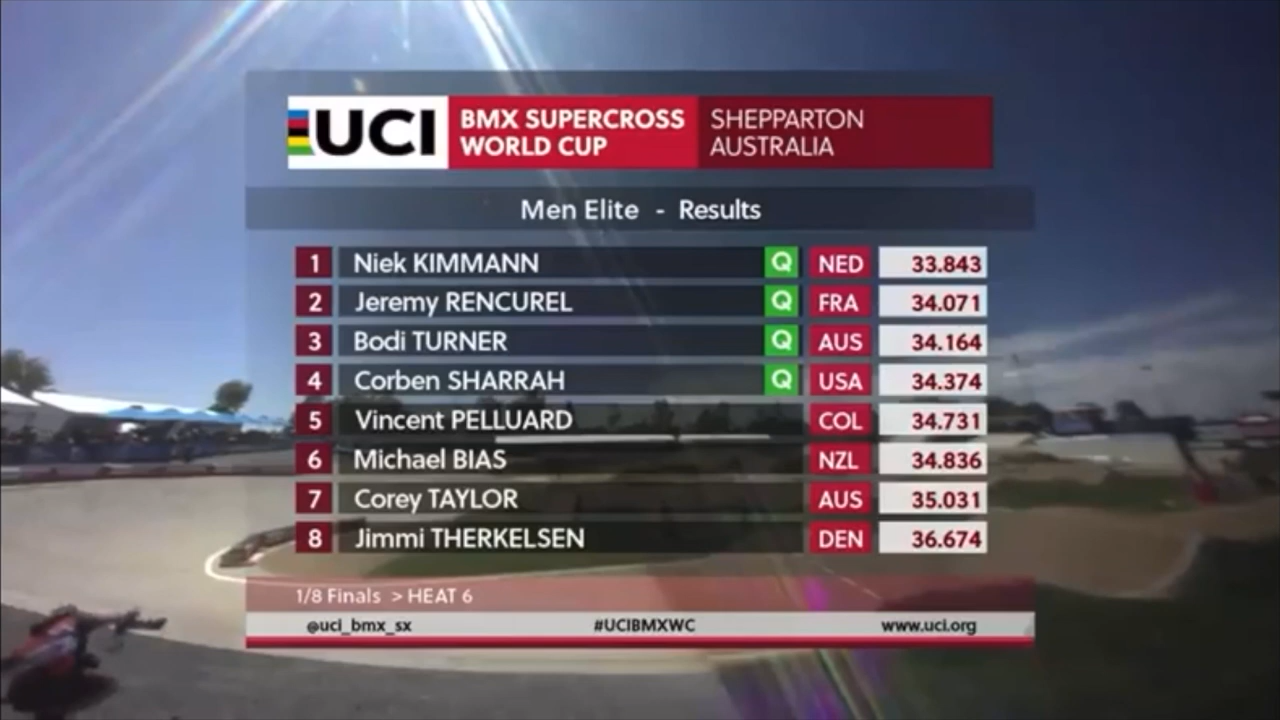 UCI BMX SUPERCROSS WORLD CUP SHEPPARTON AUSTRALIA
Men Elite - Results
1 Niek KIMMANN Q NED 33.843
2 Jeremy RENCUREL Q FRA 34.071
3 Bodi TURNER Q AUS 34.164
4 Corben SHARRAH Q USA 34.374
5 Vincent PELLUARD COL 34.731
6 Michael BIAS NZL 34.836
7 Corey TAYLOR AUS 35.031
8 Jimmi THERKELSEN DEN 36.674
1/8 Finals > HEAT 6
@uci_bmx_sx #UCIBMXWC www.uci.org